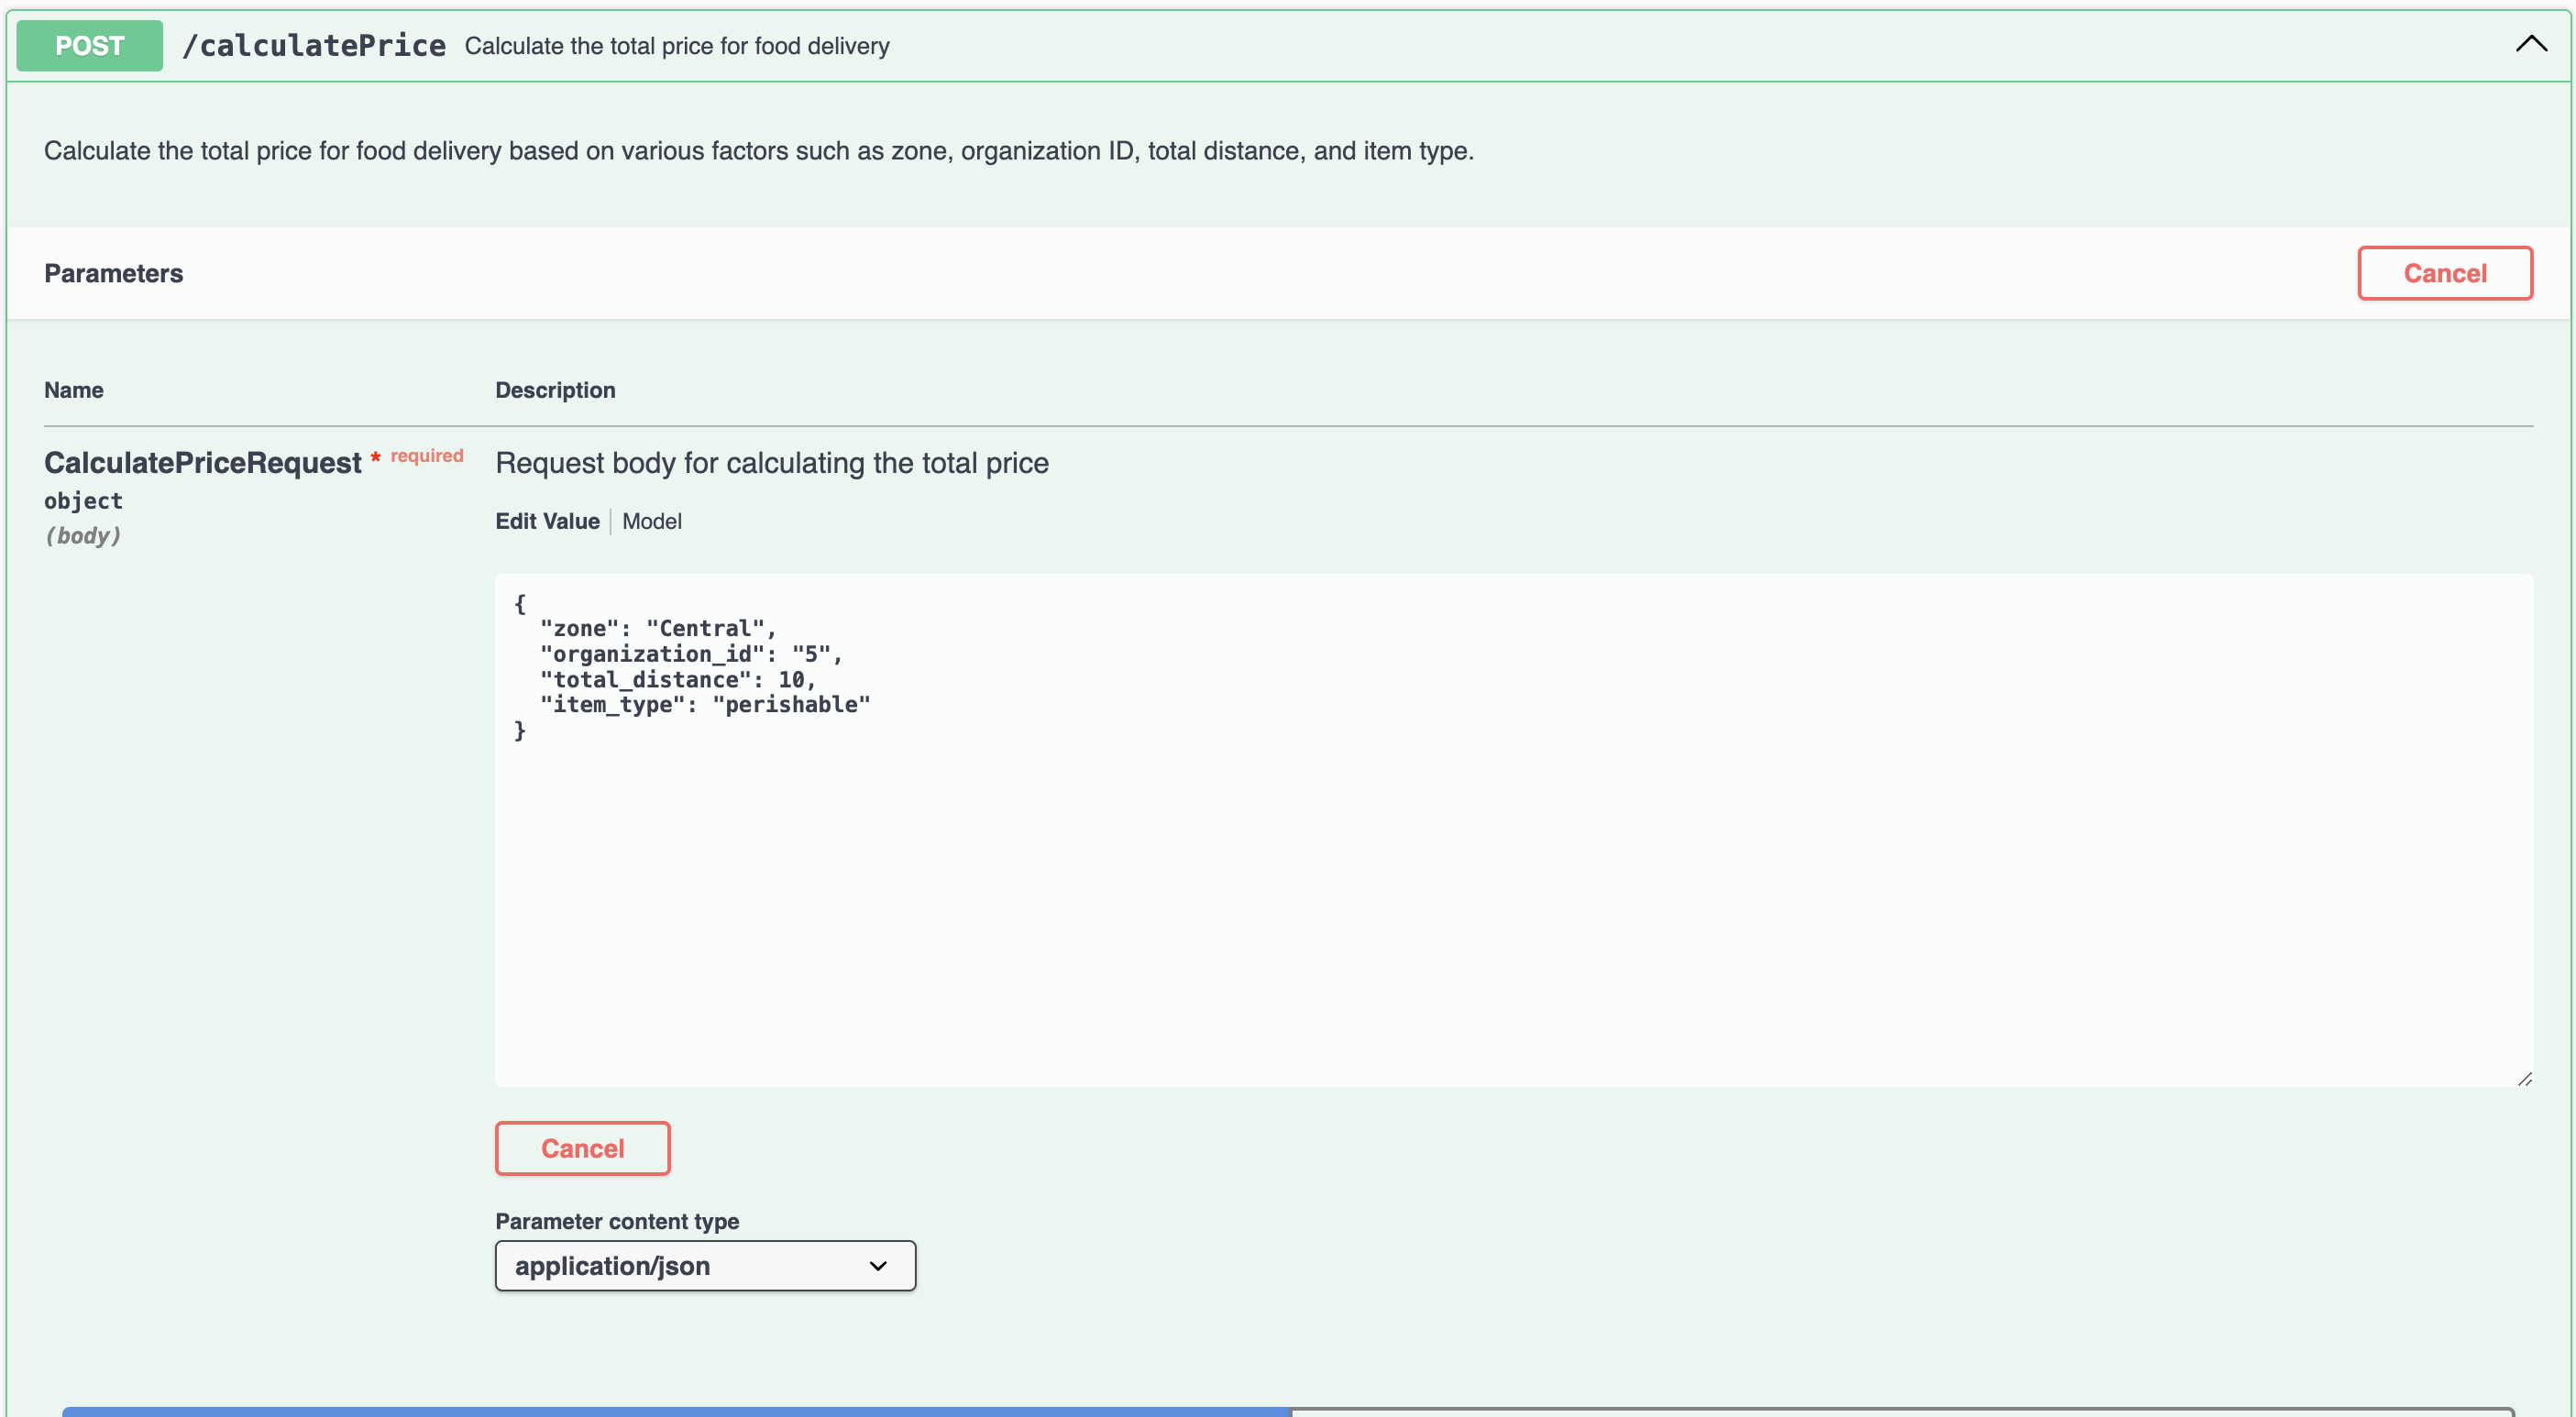 POST /calculatePrice Calculate the total price for food delivery
Calculate the total price for food delivery based on various factors such as zone, organization ID, total distance, and item type.
Parameters Cancel
Name Description
CalculatePriceRequest * required Request body for calculating the total price
object
(body)
Edit Value Model
{
"zone": "Central",
"organization_id": "5",
"total_distance": 10,
"item_type": "perishable"
}
Cancel
Parameter content type
application/json